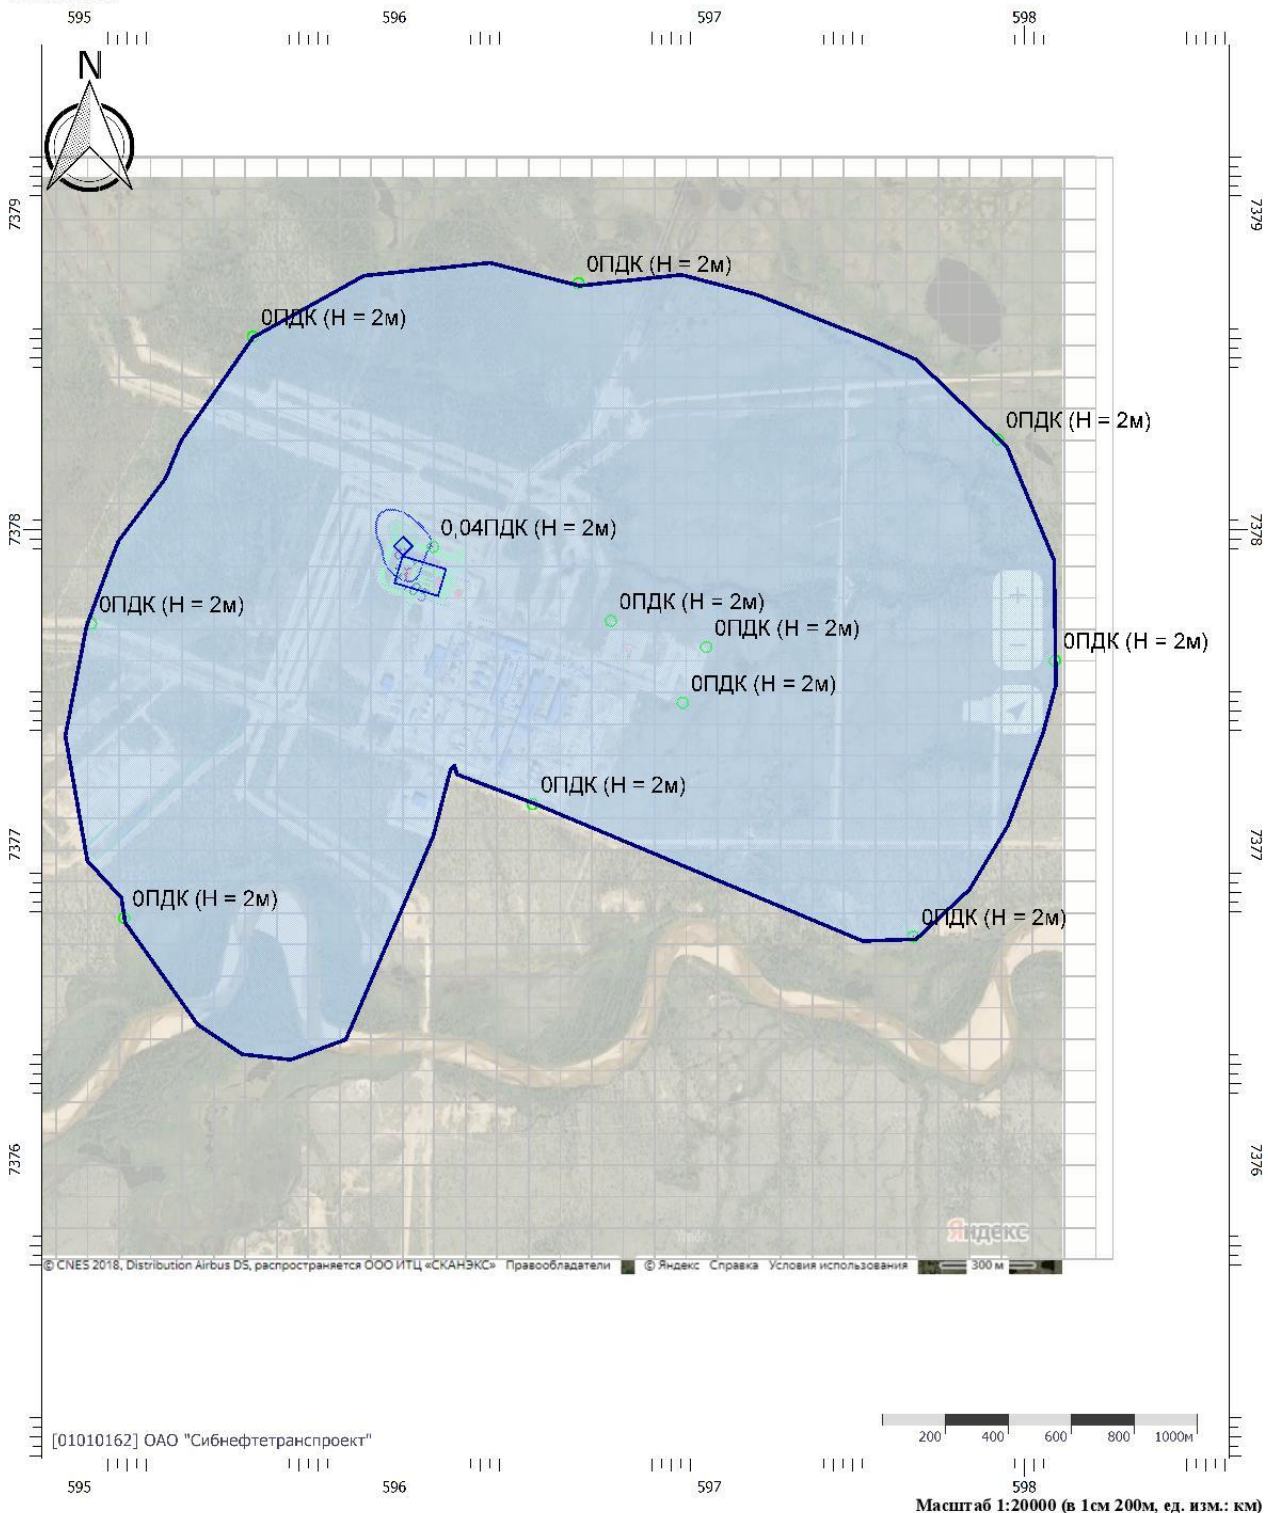 595 596 597 598
N
7379 7379
0ПДК (Н = 2м)
0ПДК (Н = 2м)
0ПДК (Н = 2м)
7378 7378
0,04ПДК (Н = 2м)
0ПДК (Н = 2м)
0ПДК (Н = 2м)
0ПДК (Н = 2м)
0ПДК (Н = 2м)
0ПДК (Н = 2м)
0ПДК (Н = 2м)
7377 7377
0ПДК (Н = 2м)
0ПДК (Н = 2м)
7376 7376
Яндекс
© CNES 2018, Distribution Airbus DS, распространяется ООО ИТЦ «СКАНЭКС» Правообладатели © Яндекс Справка Условия использования 300 м
200 400 600 800 1000м
[01010162] ОАО "Сибнефтетранспроект"
595 596 597 598
Масштаб 1:20000 (в 1см 200м, ед. изм.: км)